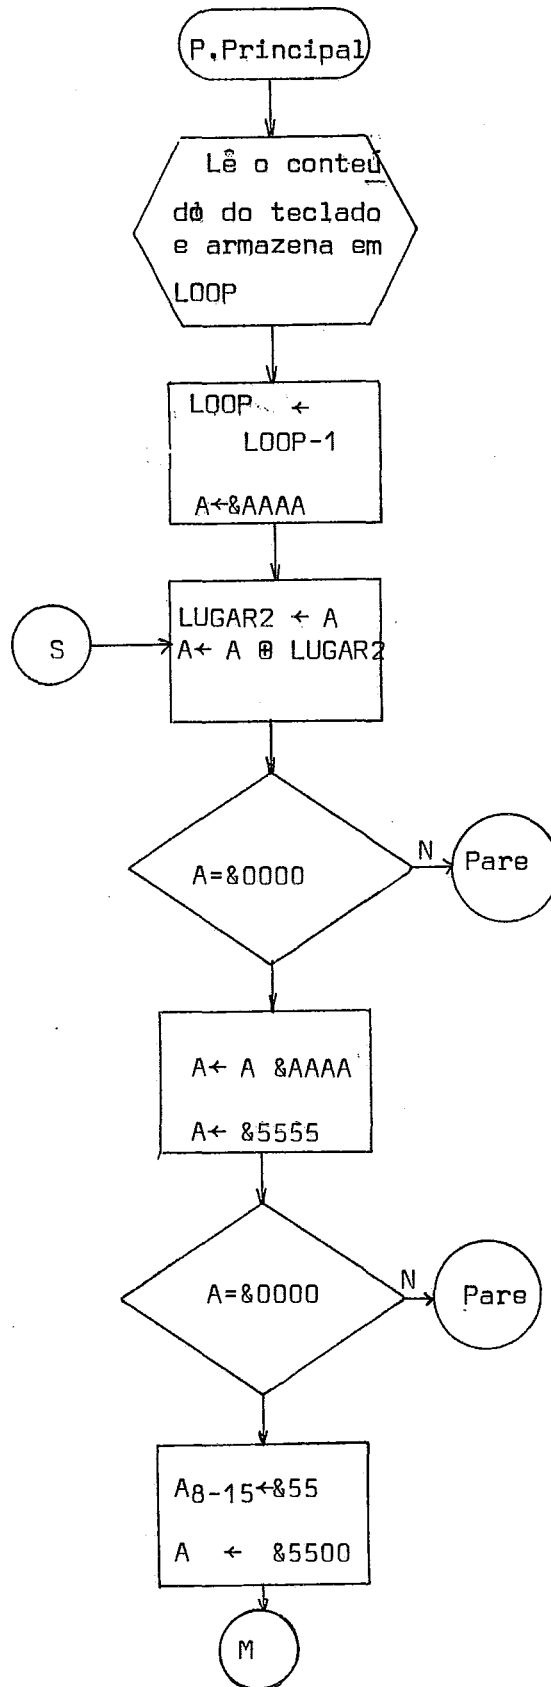 P.Principal
Lê o conteú
do do teclado
e armazena em
LOOP
LOOP ←
LOOP-1
A←&AAAA
LUGAR2 ← A
A← A ⊞ LUGAR2
S
A=&0000
N
Pare
A← A &AAAA
A← &5555
A=&0000
N
Pare
A8-15←&55
A ← &5500
M